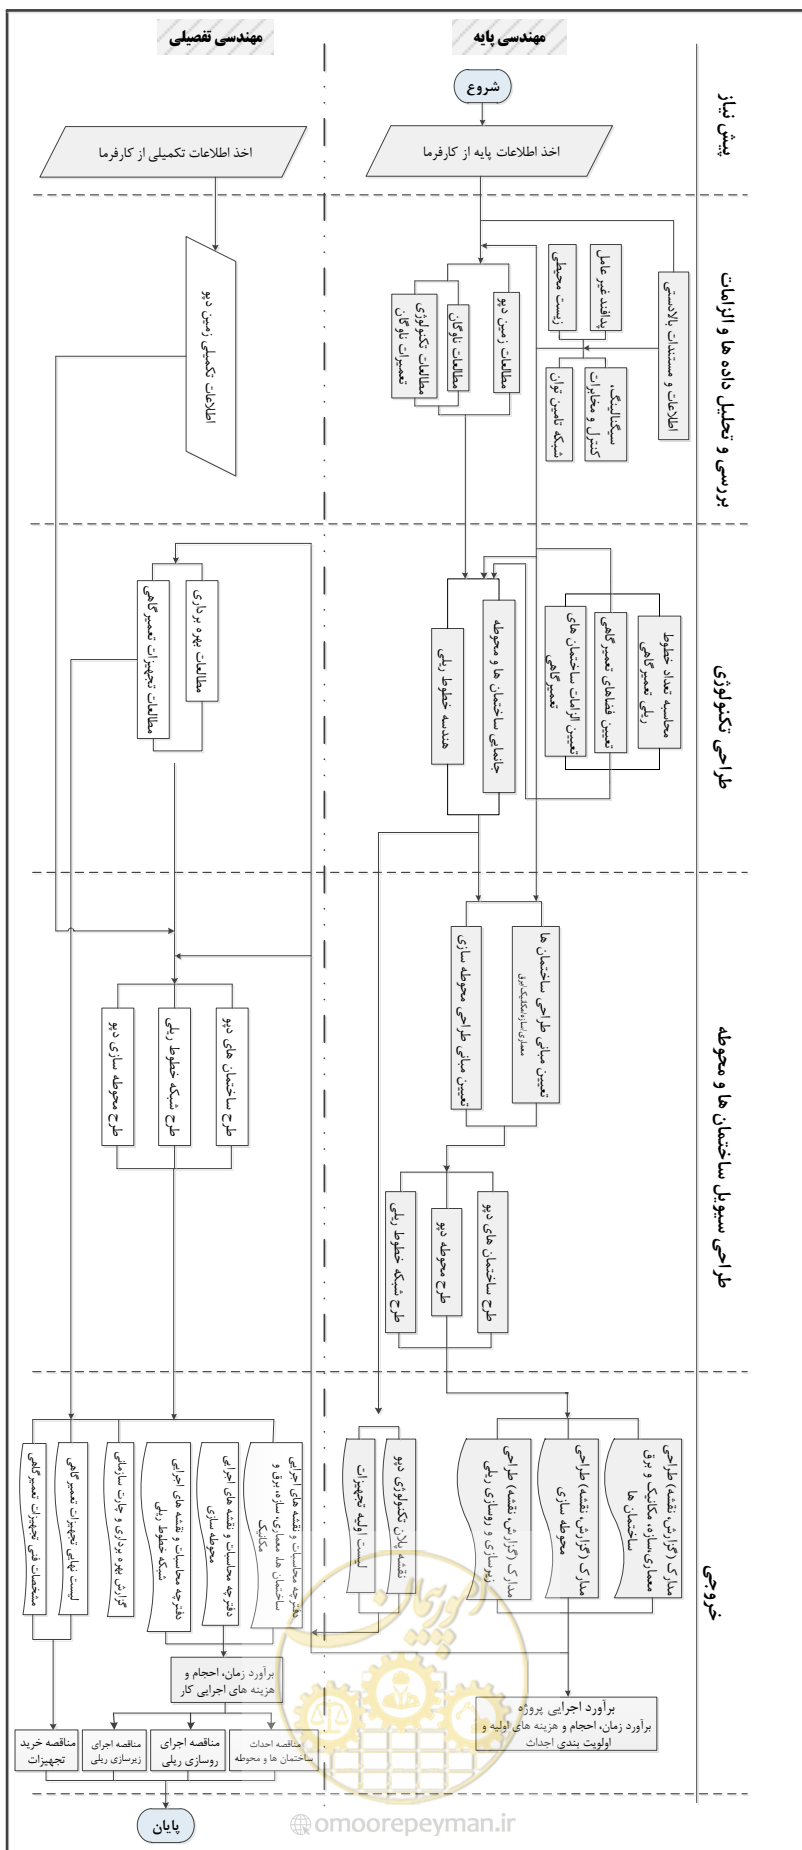 مهندسی پایه
مهندسی تفصیلی
پیش نیاز
شروع
اخذ اطلاعات پایه از کارفرما
اخذ اطلاعات تکمیلی از کارفرما
بررسی و تحلیل داده ها و الزامات
اطلاعات و مستندات بالادستی
پدافند غیر عامل
زیست محیطی
سیگنالینگ،
کنترل و مخابرات
شبکه تامین توان
مطالعات زمین دپو
مطالعات ناوگان
مطالعات تکنولوژی
تعمیرات ناوگان
اطلاعات تکمیلی زمین دپو
طراحی تکنولوژی
محاسبه تعداد خطوط
ریلی تعمیرگاهی
تعیین فضاهای تعمیرگاهی
تعیین الزامات ساختمان های
تعمیرگاهی
جانمایی ساختمان ها و محوطه
هندسه خطوط ریلی
مطالعات بهره برداری
مطالعات تجهیزات تعمیرگاهی
طراحی سیویل ساختمان ها و محوطه
تعیین مبانی طراحی ساختمان ها
معماری/سازه/مکانیک/برق
تعیین مبانی طراحی محوطه سازی
طرح ساختمان های دپو
طرح محوطه دپو
طرح شبکه خطوط ریلی
طرح ساختمان های دپو
طرح شبکه خطوط ریلی
طرح محوطه سازی دپو
خروجی
مدارک (گزارش، نقشه) طراحی
معماری،سازه، مکانیک و برق
ساختمان ها
مدارک (گزارش، نقشه) طراحی
محوطه سازی
مدارک (گزارش، نقشه) طراحی
زیرسازی و روسازی ریلی
نقشه پلان تکنولوژی دپو
لیست اولیه تجهیزات
دفترچه محاسبات و نقشه های اجرایی
ساختمان ها، معماری، سازه، برق و
مکانیک
دفترچه محاسبات و نقشه های اجرایی
محوطه سازی
دفترچه محاسبات و نقشه های اجرایی
شبکه خطوط ریلی
گزارش بهره برداری و چارت سازمانی
لیست نهایی تجهیزات تعمیرگاهی
مشخصات فنی تجهیزات تعمیرگاهی
برآورد اجرایی پروژه
برآورد زمان، احجام و هزینه های اولیه و
اولویت بندی احداث
برآورد زمان، احجام و
هزینه های اجرایی کار
مناقصه احداث
ساختمان ها و محوطه
مناقصه اجرای
روسازی ریلی
مناقصه اجرای
زیرسازی ریلی
مناقصه خرید
تجهیزات
پایان
امور پیمان
omoorepeyman.ir